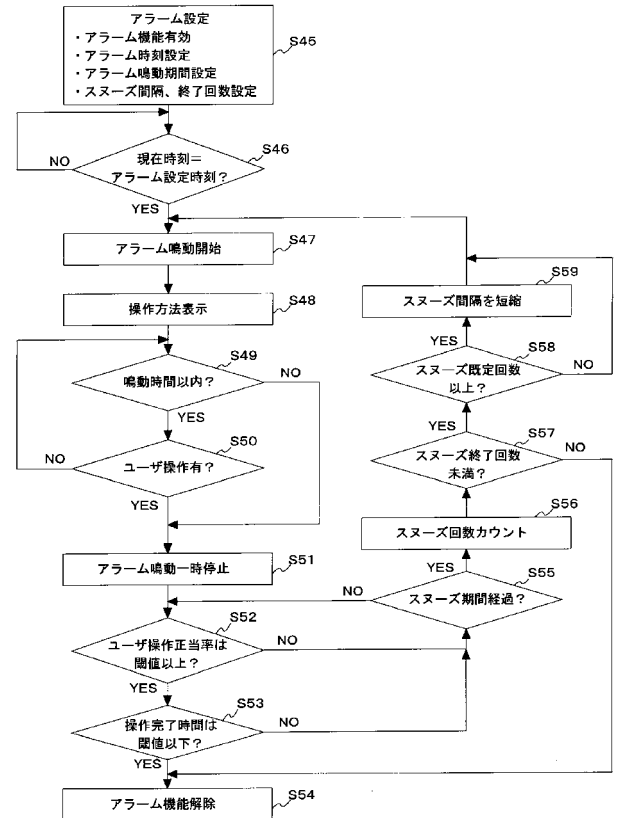 アラーム設定
・アラーム機能有効
・アラーム時刻設定
・アラーム鳴動期間設定
・スヌーズ間隔、終了回数設定
S45
現在時刻=
アラーム設定時刻?
S46
NO
YES
アラーム鳴動開始
S47
操作方法表示
S48
鳴動時間以内?
S49
NO
YES
ユーザ操作有?
S50
NO
YES
アラーム鳴動一時停止
S51
ユーザ操作正当率は
閾値以上?
S52
NO
YES
操作完了時間は
閾値以下?
S53
NO
YES
アラーム機能解除
S54
スヌーズ期間経過?
S55
NO
YES
スヌーズ回数カウント
S56
スヌーズ終了回数
未満?
S57
NO
YES
スヌーズ既定回数
以上?
S58
NO
YES
スヌーズ間隔を短縮
S59